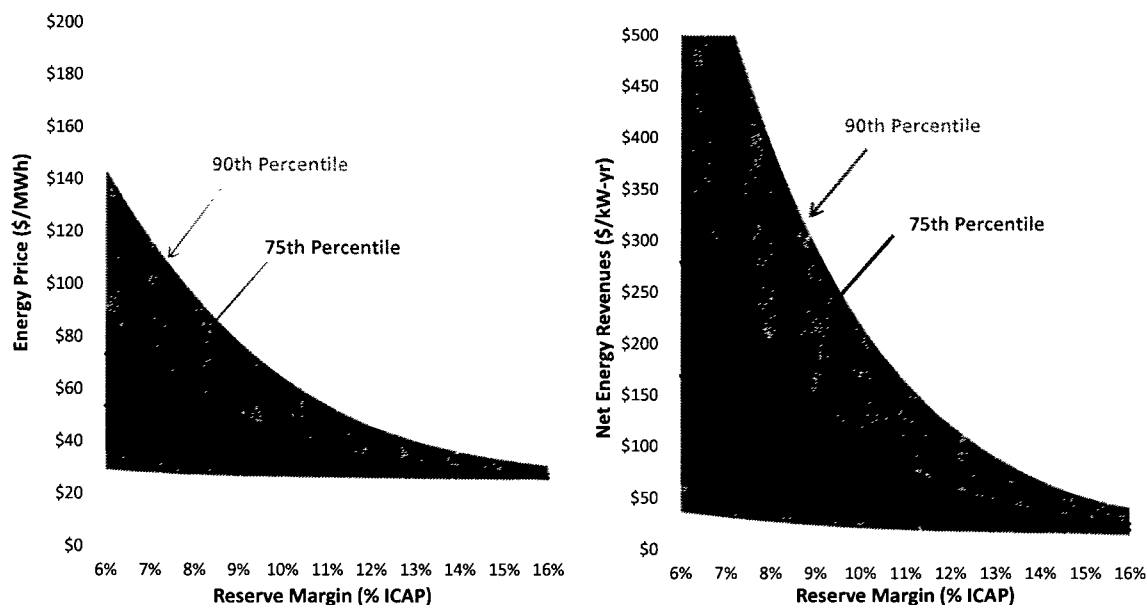 $200
$180
$160
$140
$120
$100
$80
$60
$40
$20
$0
Energy Price ($/MWh)
90th Percentile
75th Percentile
6% 7% 8% 9% 10% 11% 12% 13% 14% 15% 16%
Reserve Margin (% ICAP)
$500
$450
$400
$350
$300
$250
$200
$150
$100
$50
$0
Net Energy Revenues ($/kW-yr)
90th Percentile
75th Percentile
6% 7% 8% 9% 10% 11% 12% 13% 14% 15% 16%
Reserve Margin (% ICAP)